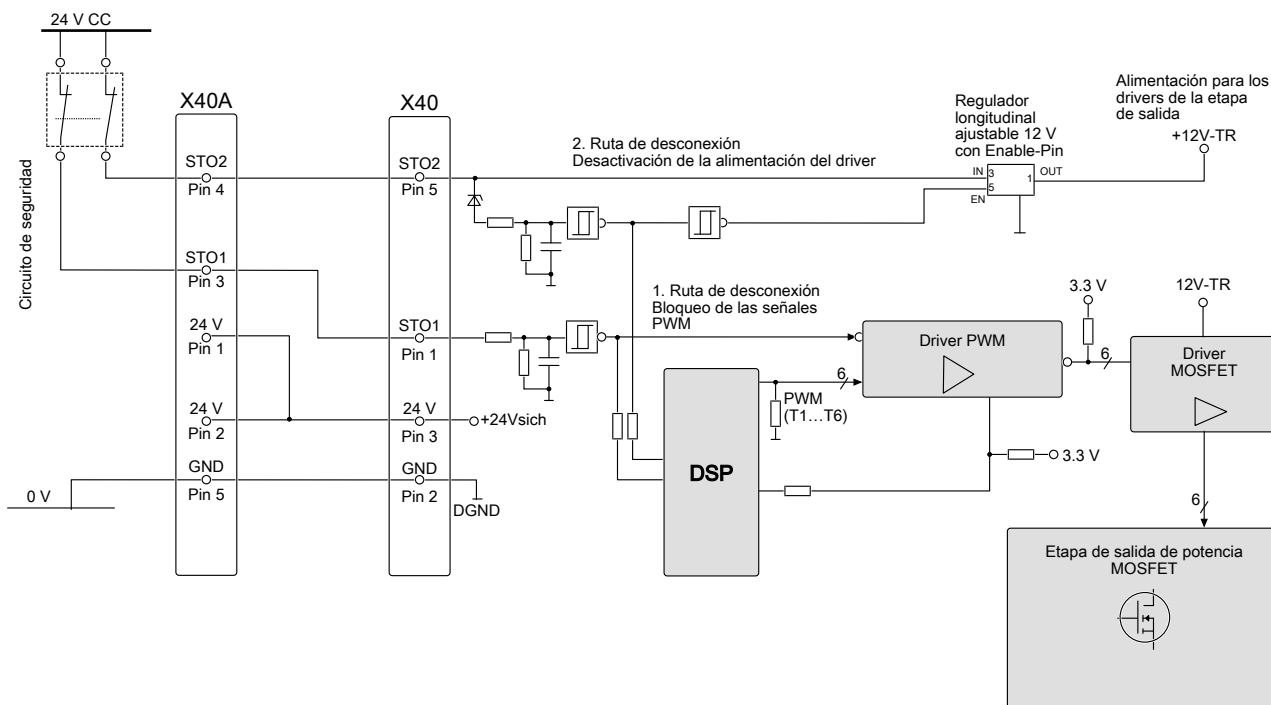 24 V CC
Circuito de seguridad
X40A
STO2
Pin 4
STO1
Pin 3
24 V
Pin 1
24 V
Pin 2
GND
Pin 5
0 V
X40
STO2
Pin 5
STO1
Pin 1
24 V
Pin 3
GND
Pin 2
+24Vsich
DGND
2. Ruta de desconexión
Desactivación de la alimentación del driver
1. Ruta de desconexión
Bloqueo de las señales
PWM
Regulador
longitudinal
ajustable 12 V
con Enable-Pin
IN
3
1
OUT
5
EN
Alimentación para los
drivers de la etapa
de salida
+12V-TR
DSP
6
PWM
(T1…T6)
Driver PWM
3.3 V
6
3.3 V
12V-TR
Driver
MOSFET
6
Etapa de salida de potencia
MOSFET